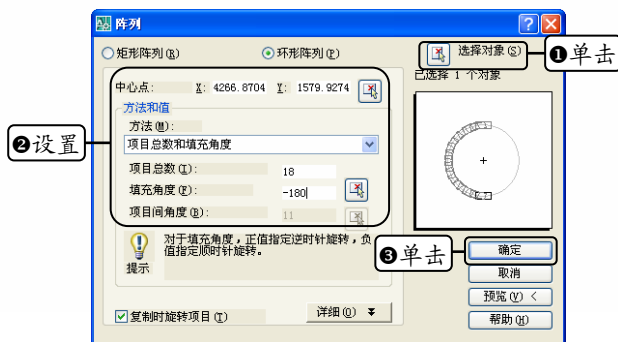 阵列
矩形阵列(R)
环形阵列(P)
选择对象(S)
❶单击
已选择 1 个对象
中心点: X: 4266.8704 Y: 1579.9274
方法和值
方法(M):
项目总数和填充角度
❷设置
项目总数(I): 18
填充角度(F): -180
项目间角度(B): 11
提示
对于填充角度，正值指定逆时针旋转，负
值指定顺时针旋转。
❸单击
确定
取消
预览(V) <
复制时旋转项目(T)
详细(O)
帮助(H)